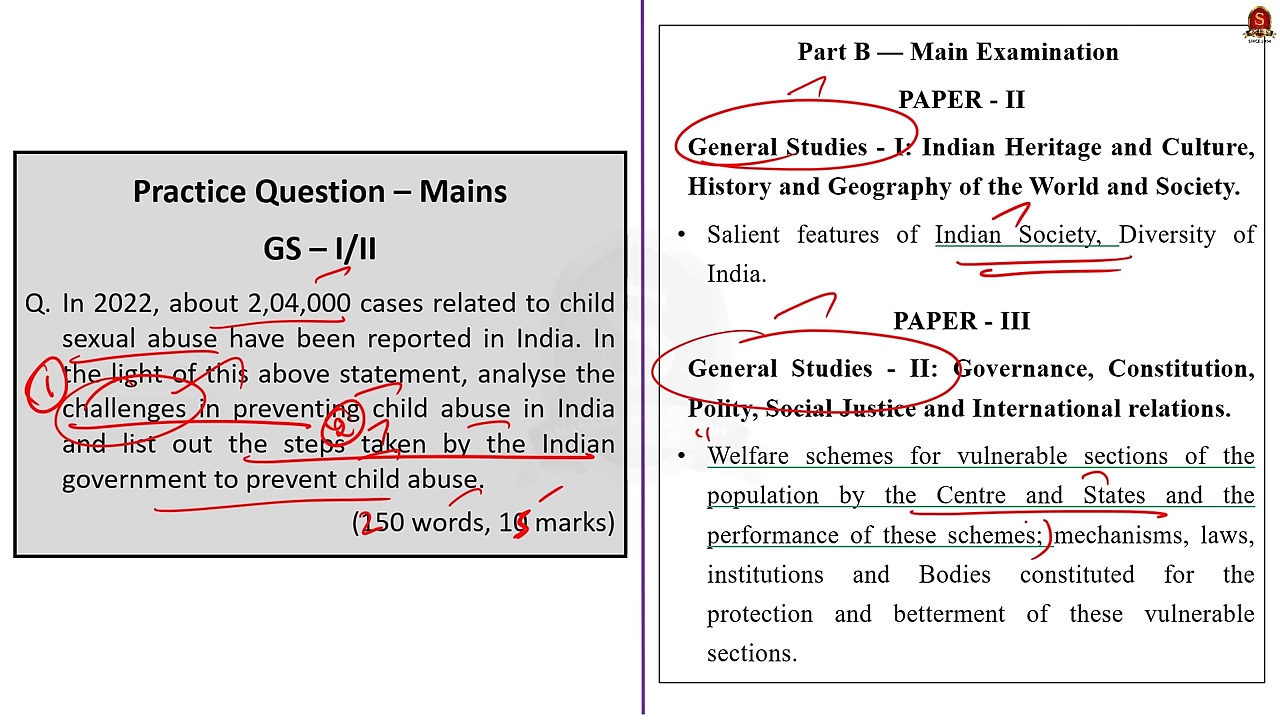 Practice Question – Mains
GS – I/II
Q. In 2022, about 2,04,000 cases related to child
sexual abuse have been reported in India. In
the light of this above statement, analyse the
challenges in preventing child abuse in India
and list out the steps taken by the Indian
government to prevent child abuse.
(250 words, 15 marks)
1
2
Part B — Main Examination
PAPER - II
General Studies - I: Indian Heritage and Culture,
History and Geography of the World and Society.
• Salient features of Indian Society, Diversity of
India.
PAPER - III
General Studies - II: Governance, Constitution,
Polity, Social Justice and International relations.
• Welfare schemes for vulnerable sections of the
population by the Centre and States and the
performance of these schemes; mechanisms, laws,
institutions and Bodies constituted for the
protection and betterment of these vulnerable
sections.